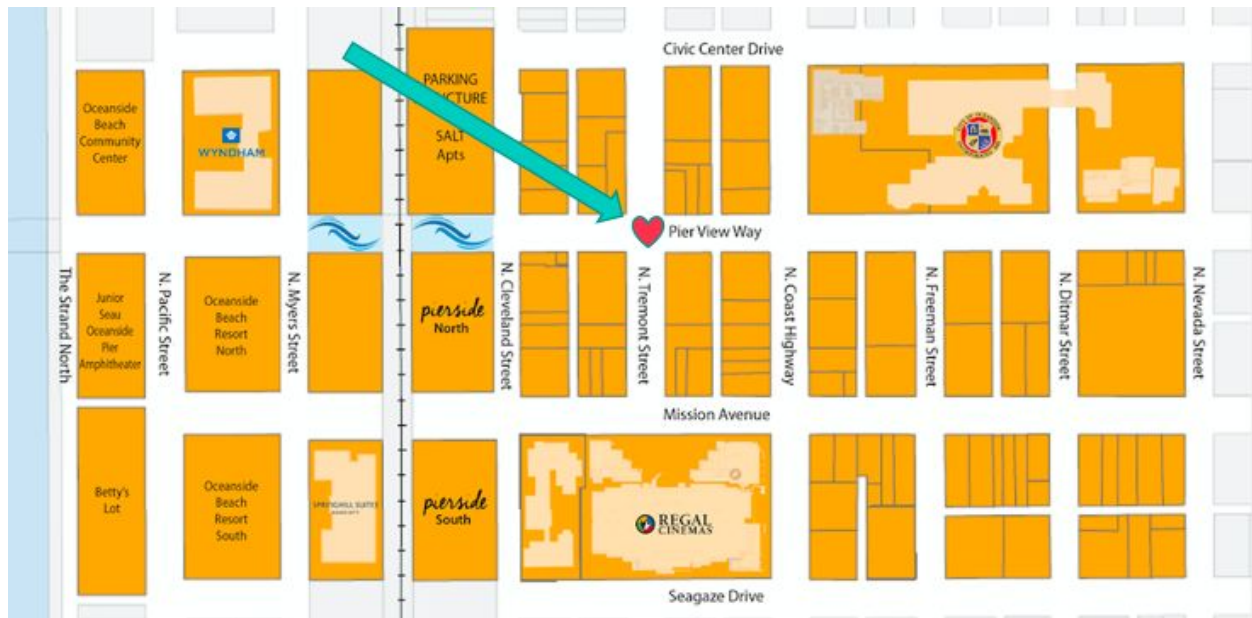 Civic Center Drive
Oceanside
Beach
Community
Center
WYNDHAM
PARKING
SALT
Apts
Pier View Way
The Strand North
N. Pacific Street
N. Myers Street
N. Cleveland Street
N. Tremont Street
N. Coast Highway
N. Freeman Street
N. Ditmar Street
N. Nevada Street
Junior
Seau
Oceanside
Pier
Amphitheater
Oceanside
Beach
Resort
North
pierside
North
Mission Avenue
Betty's
Lot
Oceanside
Beach
Resort
South
SPRINGHILL SUITES
pierside
South
REGAL
CINEMAS
Seagaze Drive